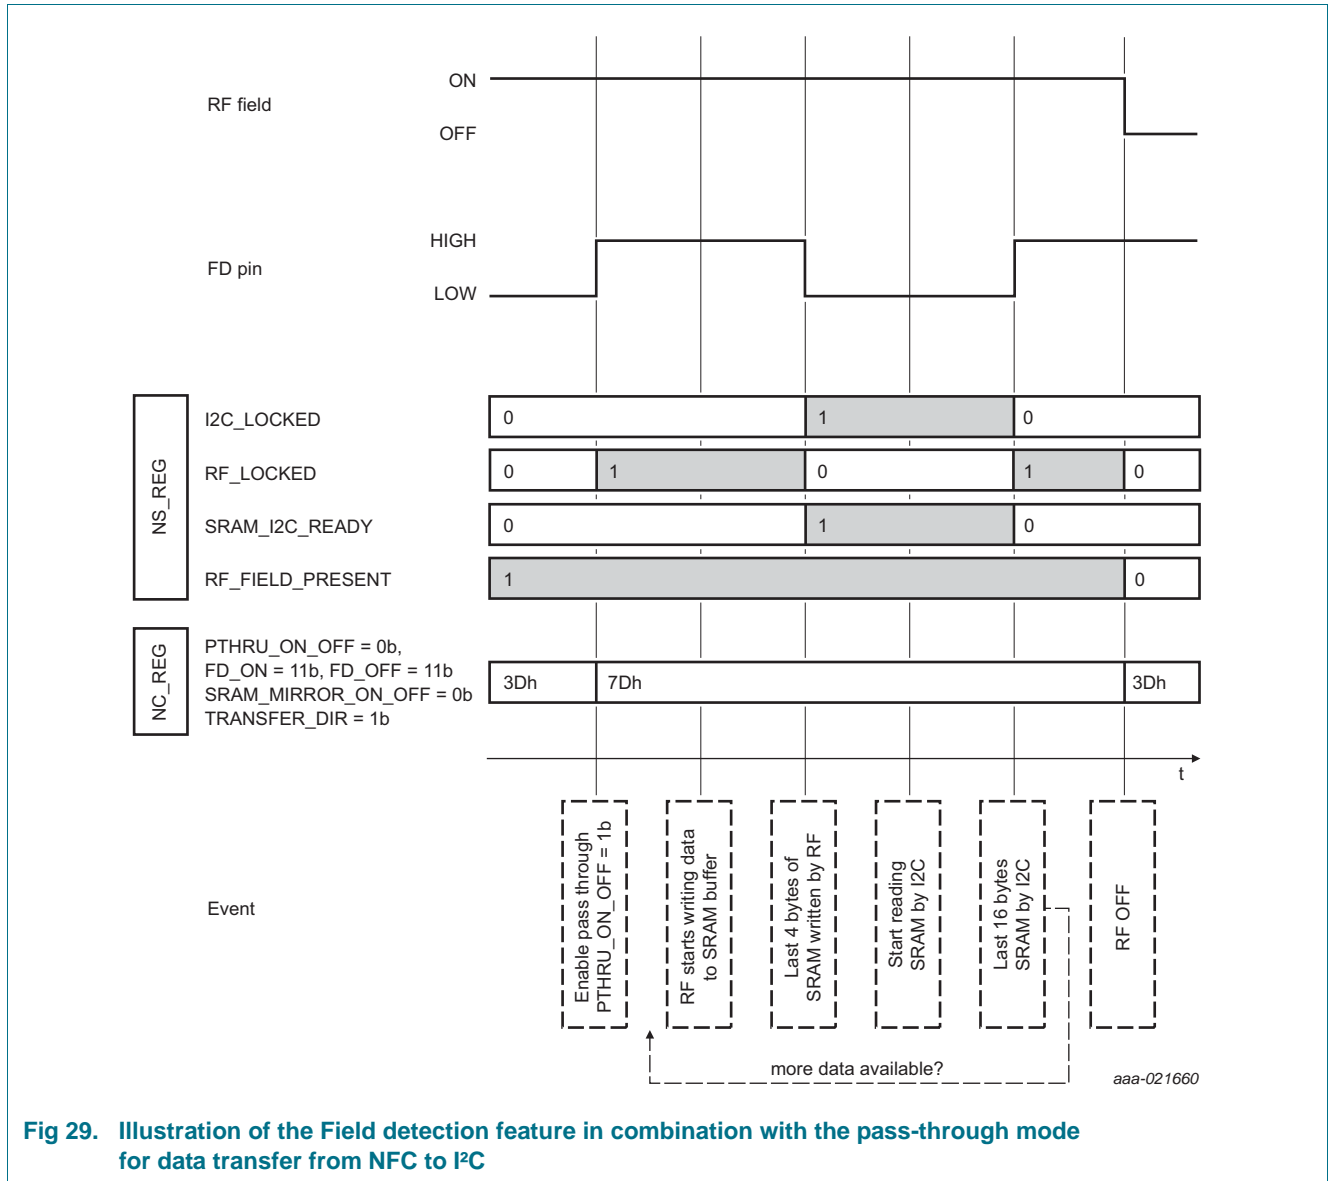 ON
RF field
OFF
HIGH
FD pin
LOW
NS_REG
I2C_LOCKED
0
1
0
RF_LOCKED
0
1
0
1
0
SRAM_I2C_READY
0
1
0
RF_FIELD_PRESENT
1
0
NC_REG
PTHRU_ON_OFF = 0b,
FD_ON = 11b, FD_OFF = 11b
SRAM_MIRROR_ON_OFF = 0b
TRANSFER_DIR = 1b
3Dh
7Dh
3Dh
t
Event
Enable pass through
PTHRU_ON_OFF = 1b
RF starts writing data
to SRAM buffer
Last 4 bytes of
SRAM written by RF
Start reading
SRAM by I2C
Last 16 bytes
SRAM by I2C
RF OFF
more data available?
aaa-021660
Fig 29. Illustration of the Field detection feature in combination with the pass-through mode
for data transfer from NFC to I²C